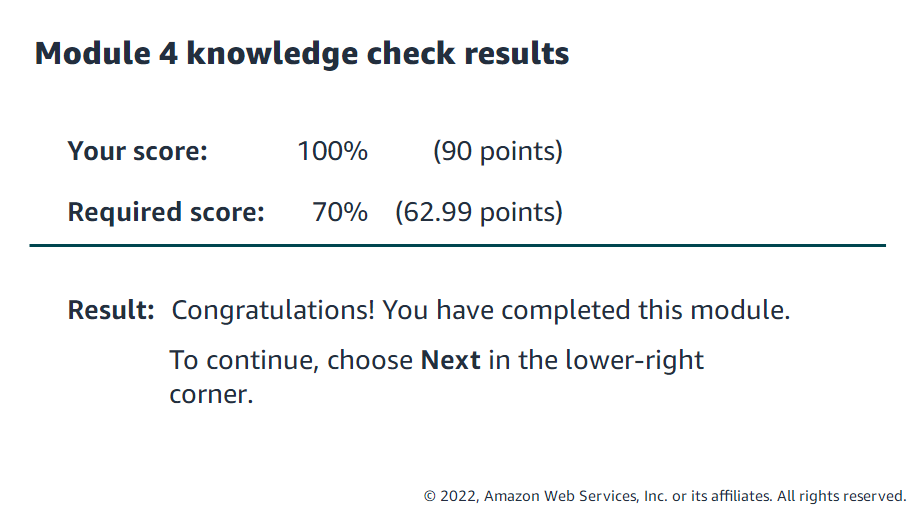 Module 4 knowledge check results
Your score: 100% (90 points)
Required score: 70% (62.99 points)
Result: Congratulations! You have completed this module.
To continue, choose Next in the lower-right
corner.
© 2022, Amazon Web Services, Inc. or its affiliates. All rights reserved.